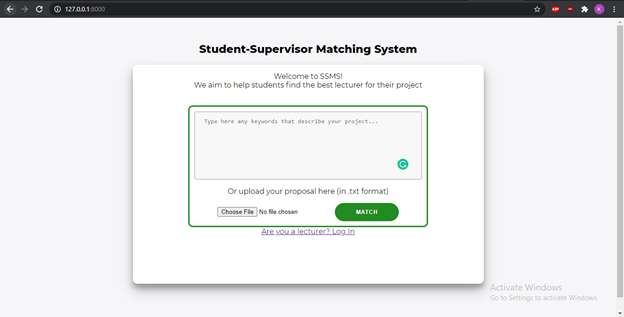 127.0.0.1:8000
ABP
K
Student-Supervisor Matching System
Welcome to SSMS!
We aim to help students find the best lecturer for their project
Type here any keywords that describe your project...
Or upload your proposal here (in .txt format)
Choose File No file chosen
MATCH
Are you a lecturer? Log In
Activate Windows
Go to Settings to activate Windows.